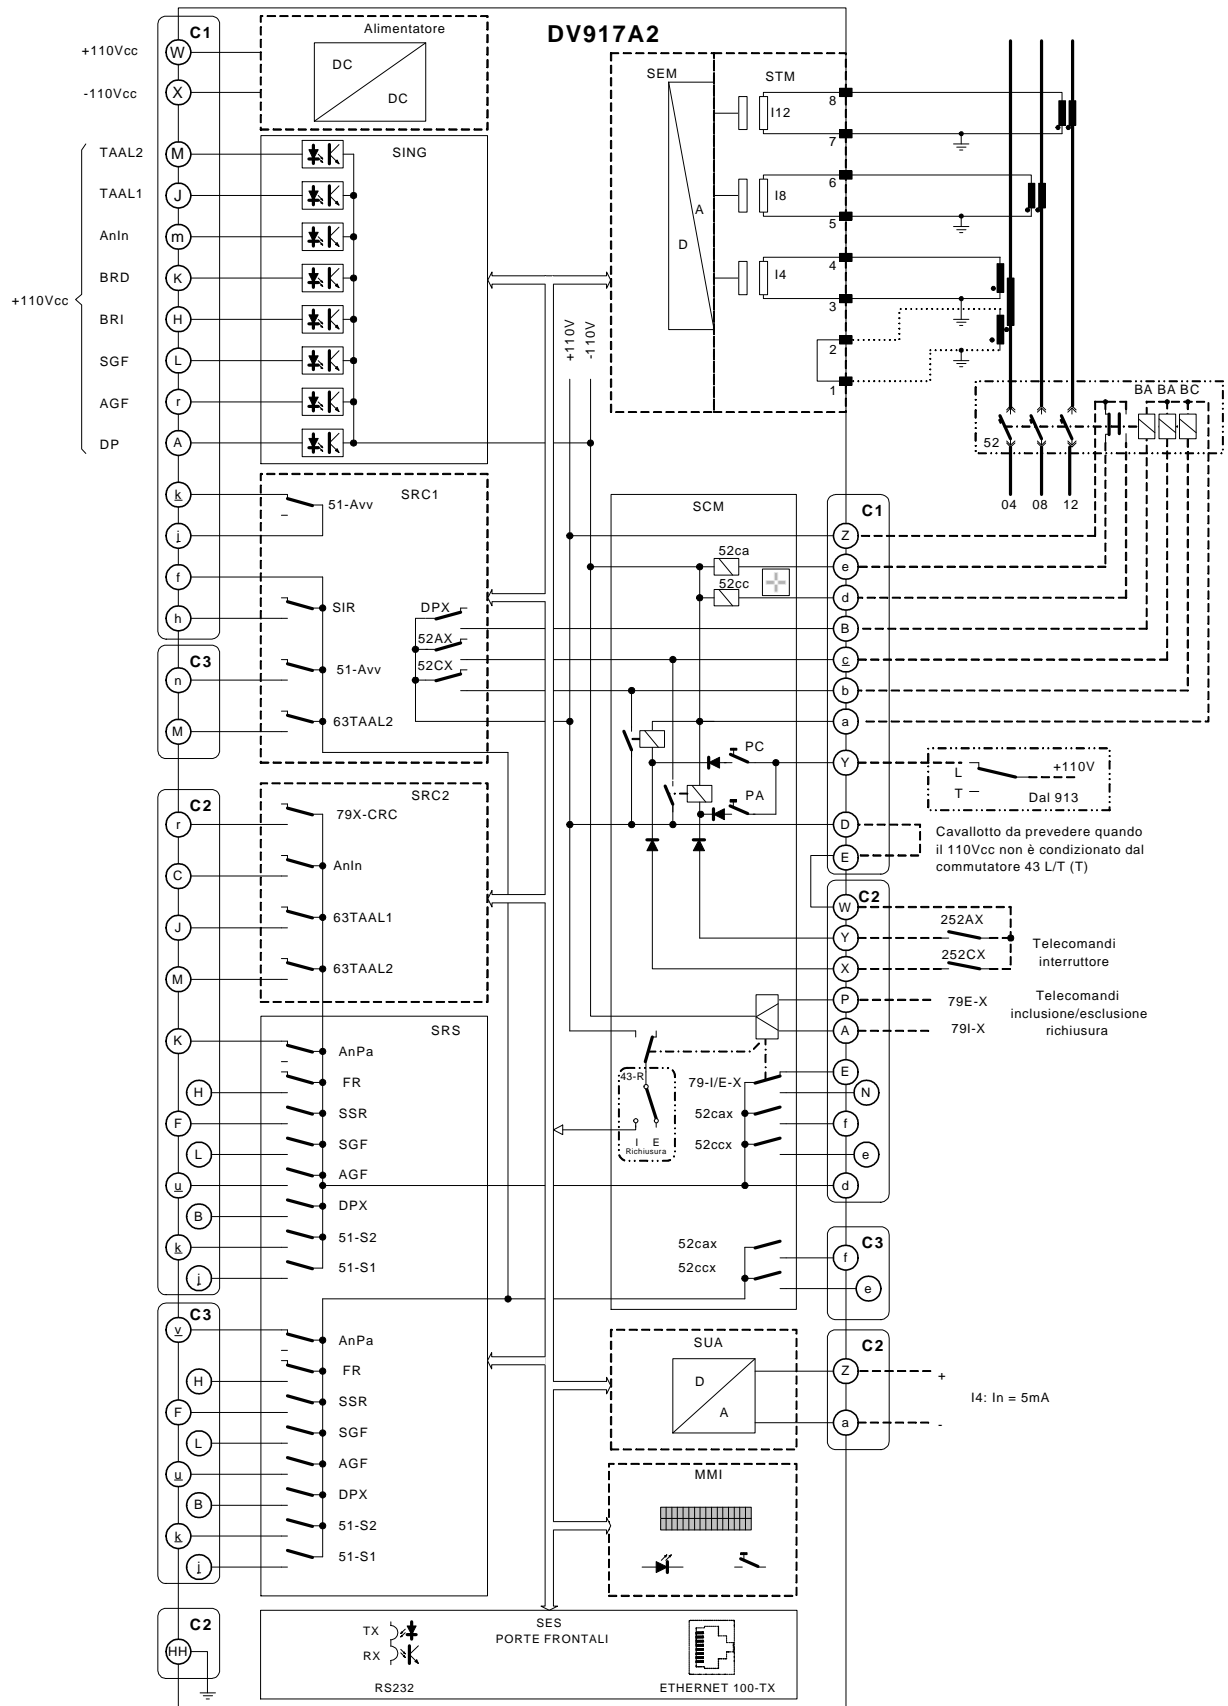 DV917A2
C1
+110Vcc
W
-110Vcc
X
Alimentatore
DC
DC
SING
+110Vcc
TAAL2
M
TAAL1
J
AnIn
m
BRD
K
BRI
H
SGF
L
AGF
r
DP
A
k
j
f
h
SRC1
51-Avv
SIR
51-Avv
63TAAL2
DPX
52AX
52CX
C3
n
M
C2
r
C
J
M
K
H
F
L
u
B
k
j
SRC2
79X-CRC
AnIn
63TAAL1
63TAAL2
SRS
AnPa
FR
SSR
SGF
AGF
DPX
51-S2
51-S1
C3
v
H
F
L
u
B
k
j
AnPa
FR
SSR
SGF
AGF
DPX
51-S2
51-S1
C2
HH
SEM
STM
A
D
I12
I8
I4
8
7
6
5
4
3
2
1
+110V
-110V
BA BA BC
52
04
08
12
SCM
52ca
52cc
PC
PA
C1
Z
e
d
B
c
b
a
Y
D
E
L
T
+110V
Dal 913
Cavallotto da prevedere quando
il 110Vcc non è condizionato dal
commutatore 43 L/T (T)
C2
W
Y
X
P
A
E
N
f
e
d
252AX
252CX
Telecomandi
interruttore
79E-X
79I-X
Telecomandi
inclusione/esclusione
richiusura
43-R
I E
Richiusura
79-I/E-X
52cax
52ccx
52cax
52ccx
C3
f
e
SUA
D
A
C2
Z
a
+
-
I4: In = 5mA
MMI
SES
PORTE FRONTALI
TX
RX
RS232
ETHERNET 100-TX